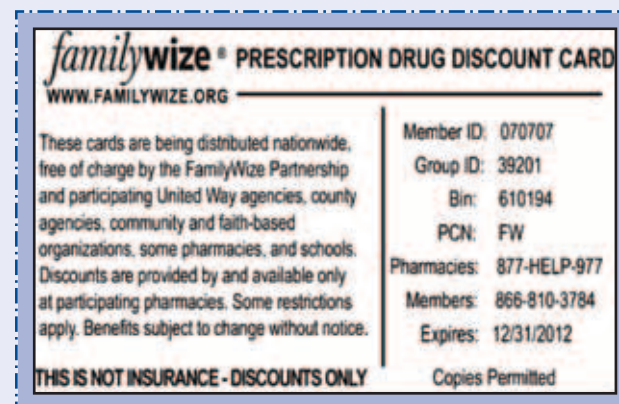 familywize ® PRESCRIPTION DRUG DISCOUNT CARD
WWW.FAMILYWIZE.ORG
These cards are being distributed nationwide,
free of charge by the FamilyWize Partnership
and participating United Way agencies, county
agencies, community and faith-based
organizations, some pharmacies, and schools.
Discounts are provided by and available only
at participating pharmacies. Some restrictions
apply. Benefits subject to change without notice.
THIS IS NOT INSURANCE - DISCOUNTS ONLY
Member ID: 070707
Group ID: 39201
Bin: 610194
PCN: FW
Pharmacies: 877-HELP-977
Members: 866-810-3784
Expires: 12/31/2012
Copies Permitted